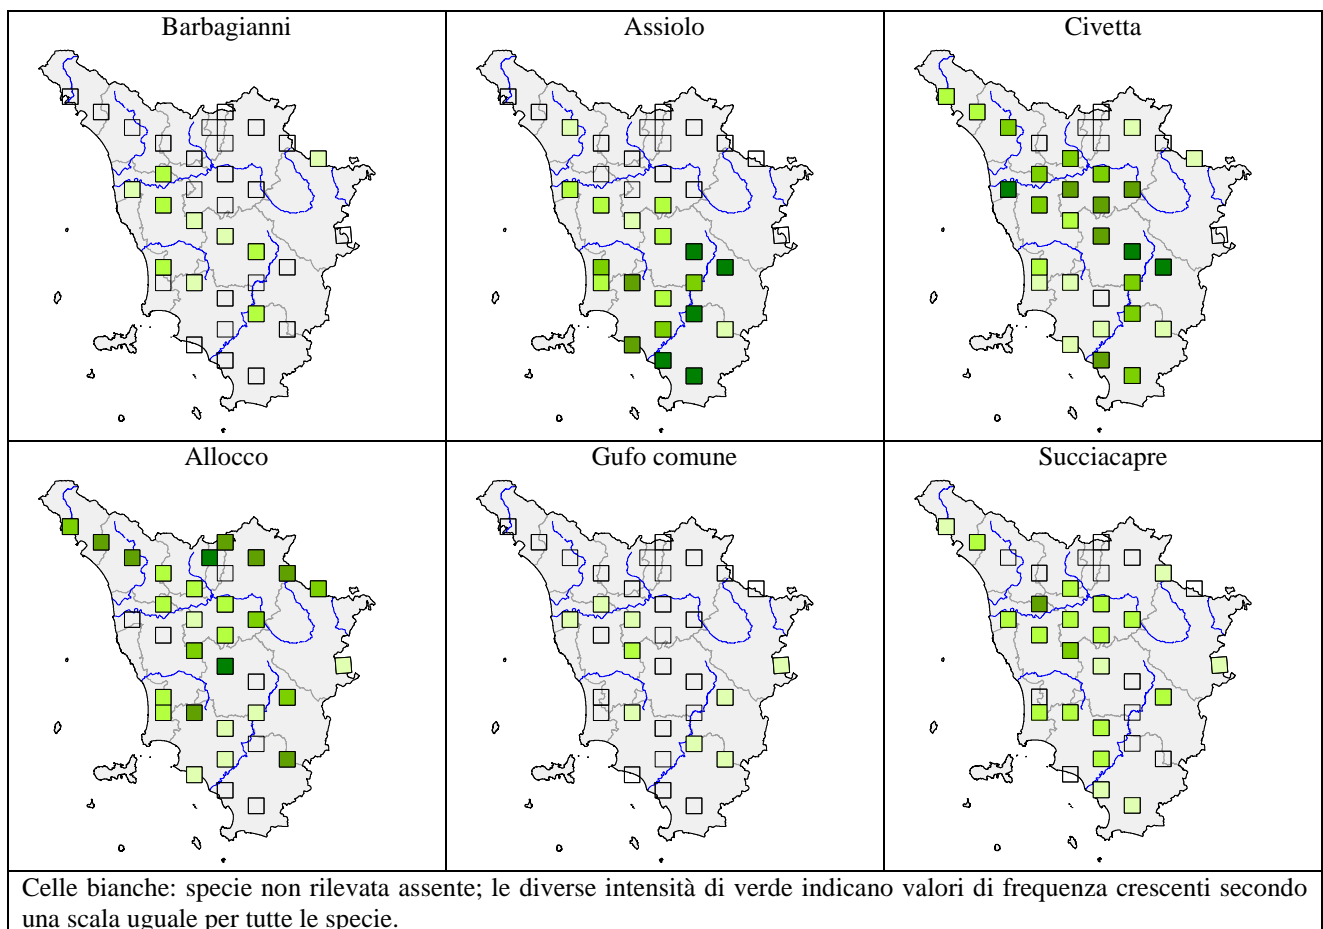 Barbagianni
Assiolo
Civetta
Allocco
Gufo comune
Succiacapre
Celle bianche: specie non rilevata assente; le diverse intensità di verde indicano valori di frequenza crescenti secondo
una scala uguale per tutte le specie.